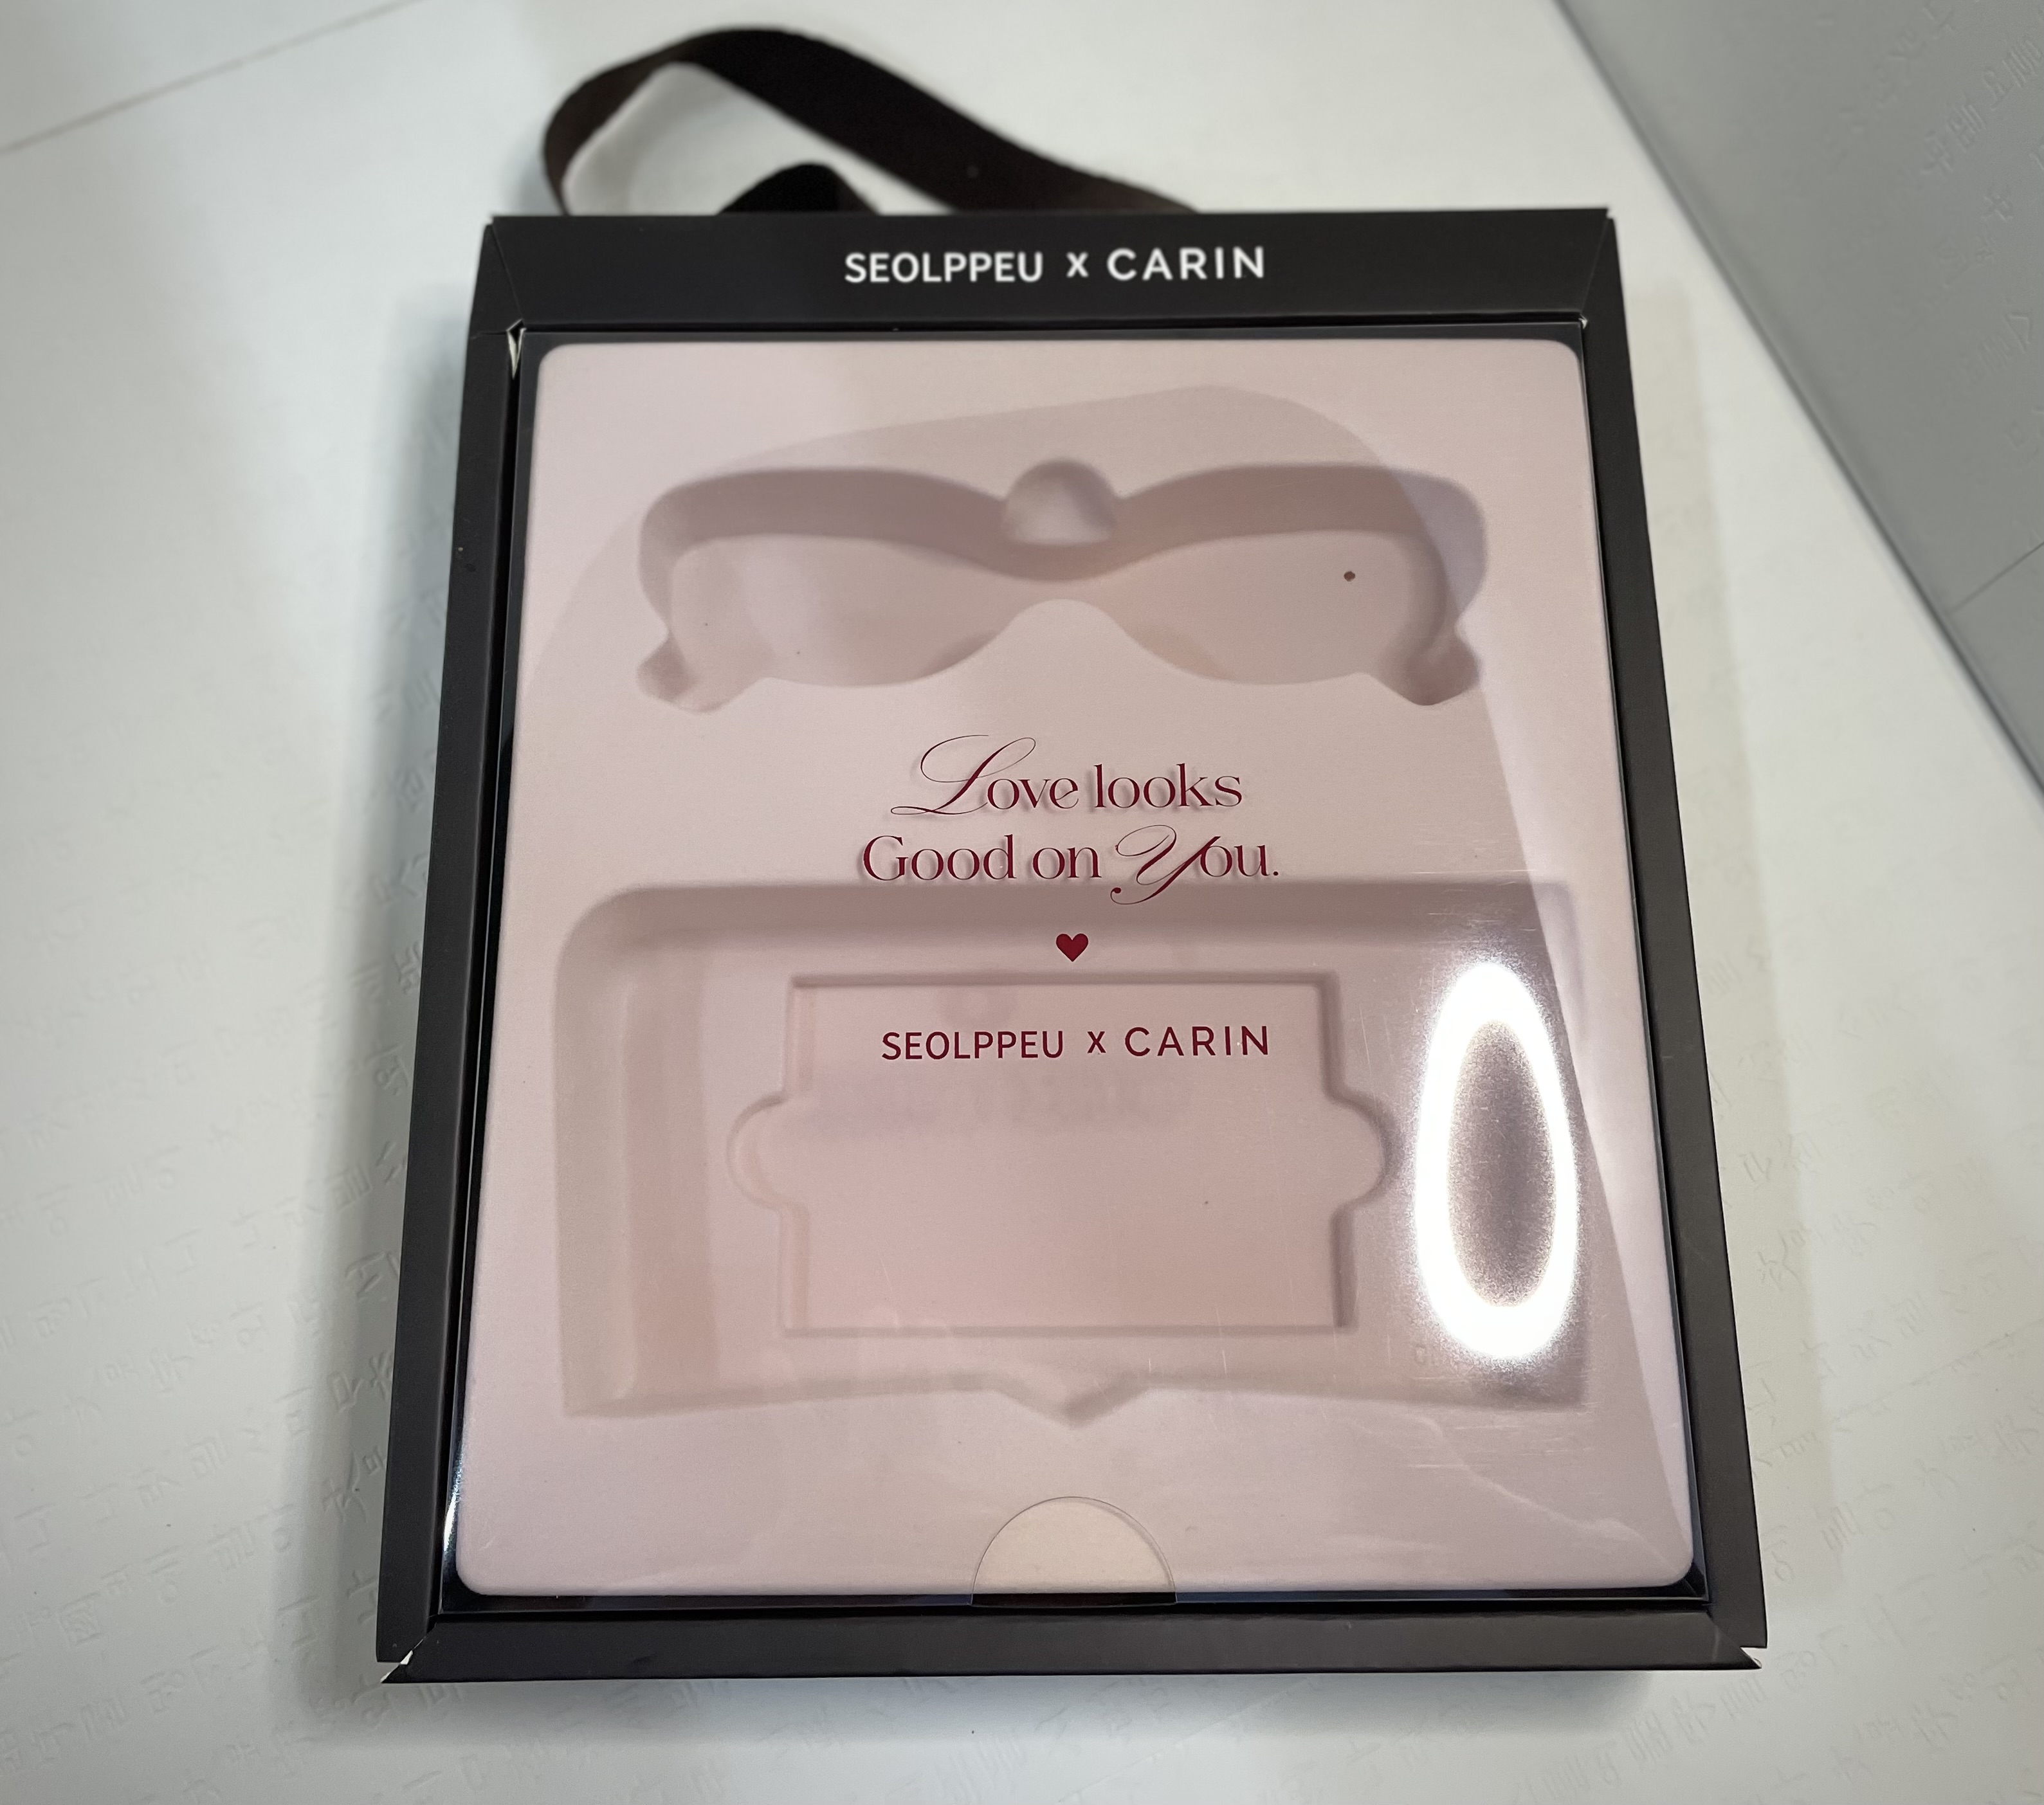 SEOLPPEU X CARIN
Love looks
Good on You.
SEOLPPEU X CARIN